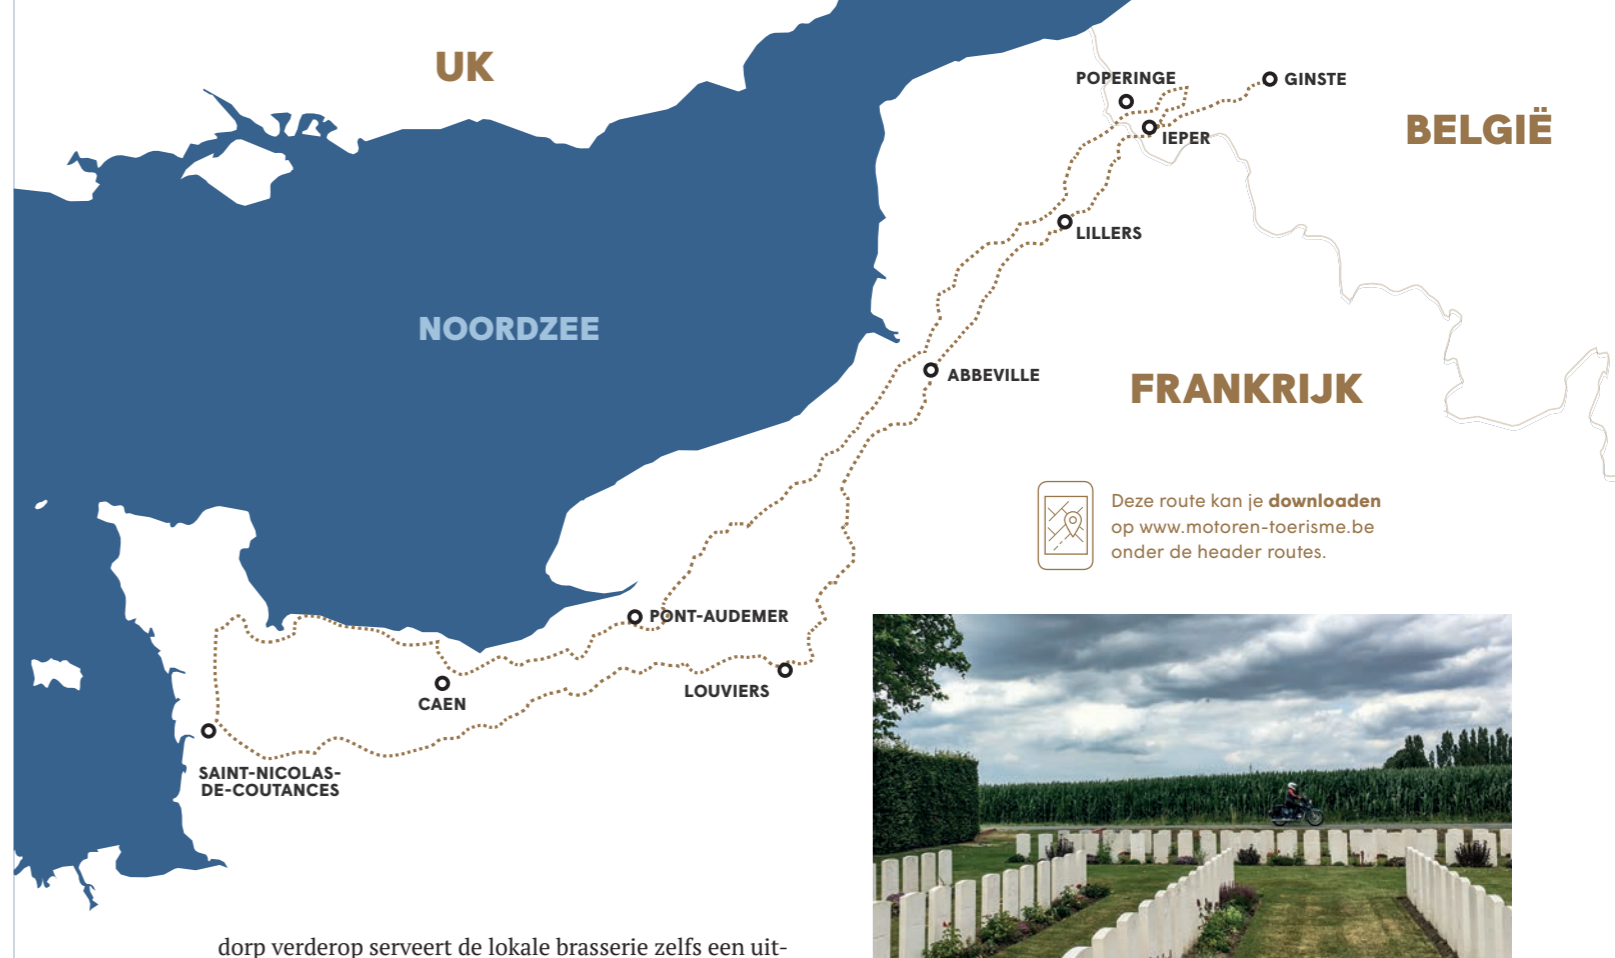 UK
POPERINGE
GINSTE
BELGIË
IEPER
LILLERS
NOORDZEE
ABBEVILLE
FRANKRIJK
Deze route kan je downloaden
op www.motoren-toerisme.be
onder de header routes.
PONT-AUDEMER
LOUVIERS
CAEN
SAINT-NICOLAS-
DE-COUTANCES
dorp verderop serveert de lokale brasserie zelfs een uit-